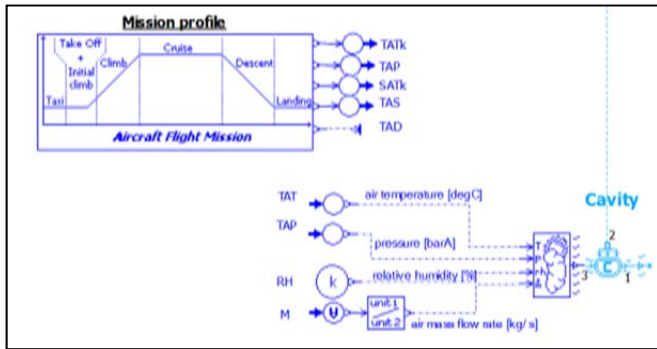 Mission profile
Take Off
+
Initial
climb
Climb
Cruise
Descent
Taxi
Landing
Aircraft Flight Mission
TATk
TAP
SATk
TAS
TAD
TAT
air temperature [degC]
TAP
pressure [barA]
RH
k
relative humidity [%]
M
unit1
unit2
air mass flow rate [kg/s]
Cavity
2
T
P
rh
C
3
1